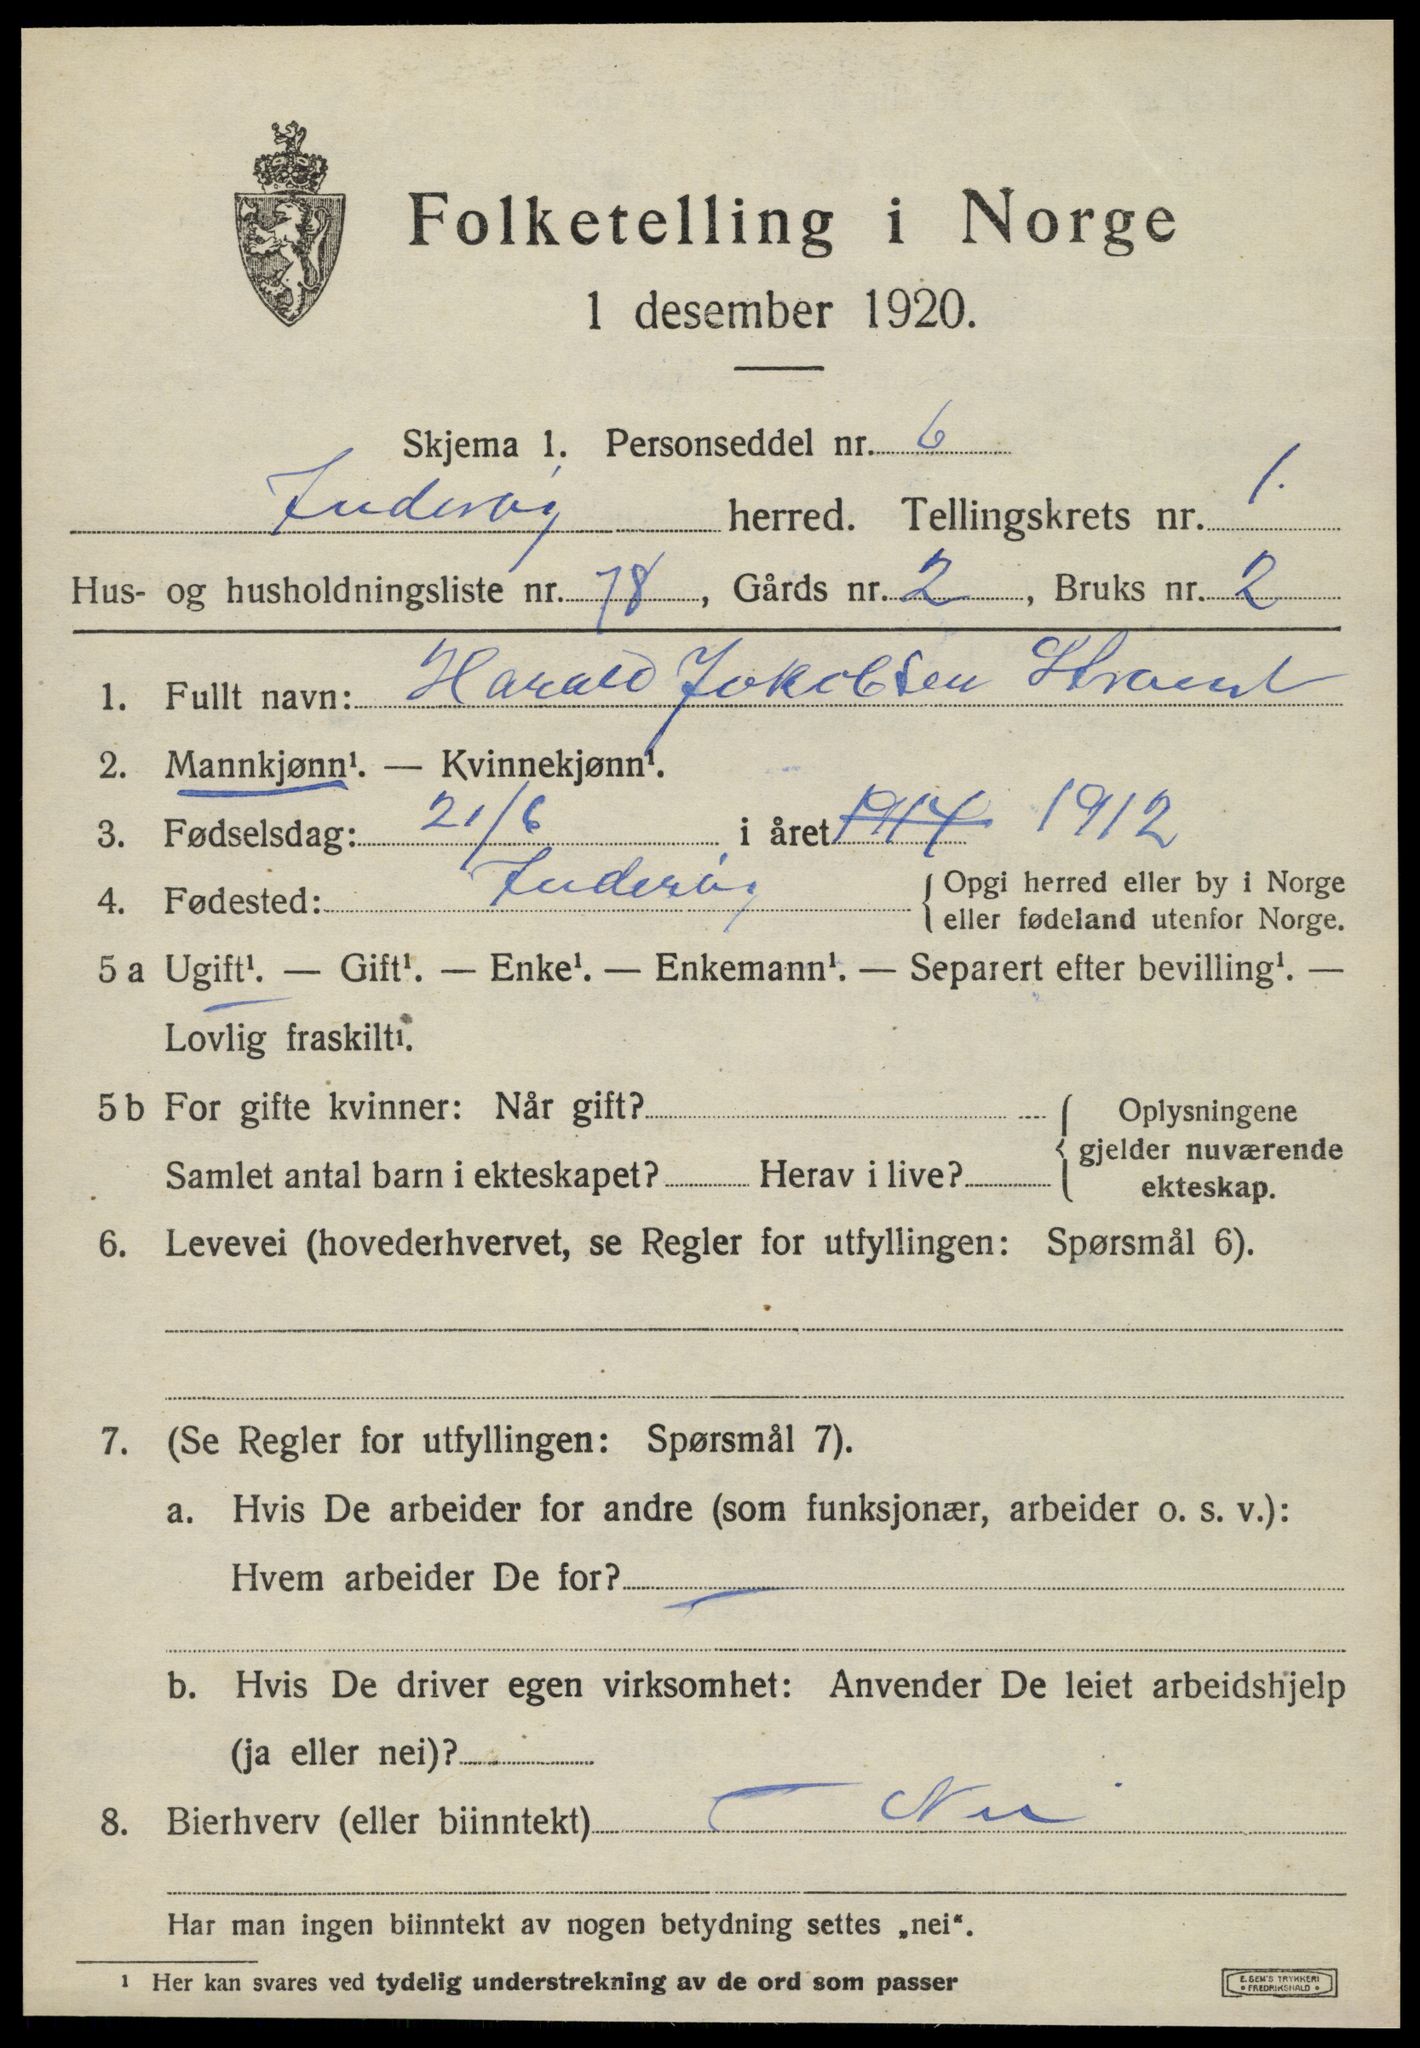 Folketelling i Norge
1 desember 1920.
Skjema 1. Personseddel nr. 6
Inderøy herred. Tellingskrets nr. 1.
Hus- og husholdningsliste nr. 78, Gårds nr. 2, Bruks nr. 2
1. Fullt navn: Harald Jakobsen Strand
2. Mannkjønn¹. — Kvinnekjønn¹.
3. Fødselsdag: 21/6 i året 1914 1912
4. Fødested: Inderøy { Opgi herred eller by i Norge
eller fødeland utenfor Norge.
5 a Ugift¹. — Gift¹. — Enke¹. — Enkemann¹. — Separert efter bevilling¹. —
Lovlig fraskilt¹.
5 b For gifte kvinner: Når gift? { Oplysningene
gjelder nuværende
Samlet antal barn i ekteskapet? Herav i live? ekteskap.
6. Levevei (hovederhvervet, se Regler for utfyllingen: Spørsmål 6).
7. (Se Regler for utfyllingen: Spørsmål 7).
a. Hvis De arbeider for andre (som funksjonær, arbeider o. s. v.):
Hvem arbeider De for? —
b. Hvis De driver egen virksomhet: Anvender De leiet arbeidshjelp
(ja eller nei)?
8. Bierhverv (eller biinntekt) — Nei
Har man ingen biinntekt av nogen betydning settes „nei“.
¹ Her kan svares ved tydelig understrekning av de ord som passer
E. SEM'S TRYKKERI
• FREDRIKSHALD •